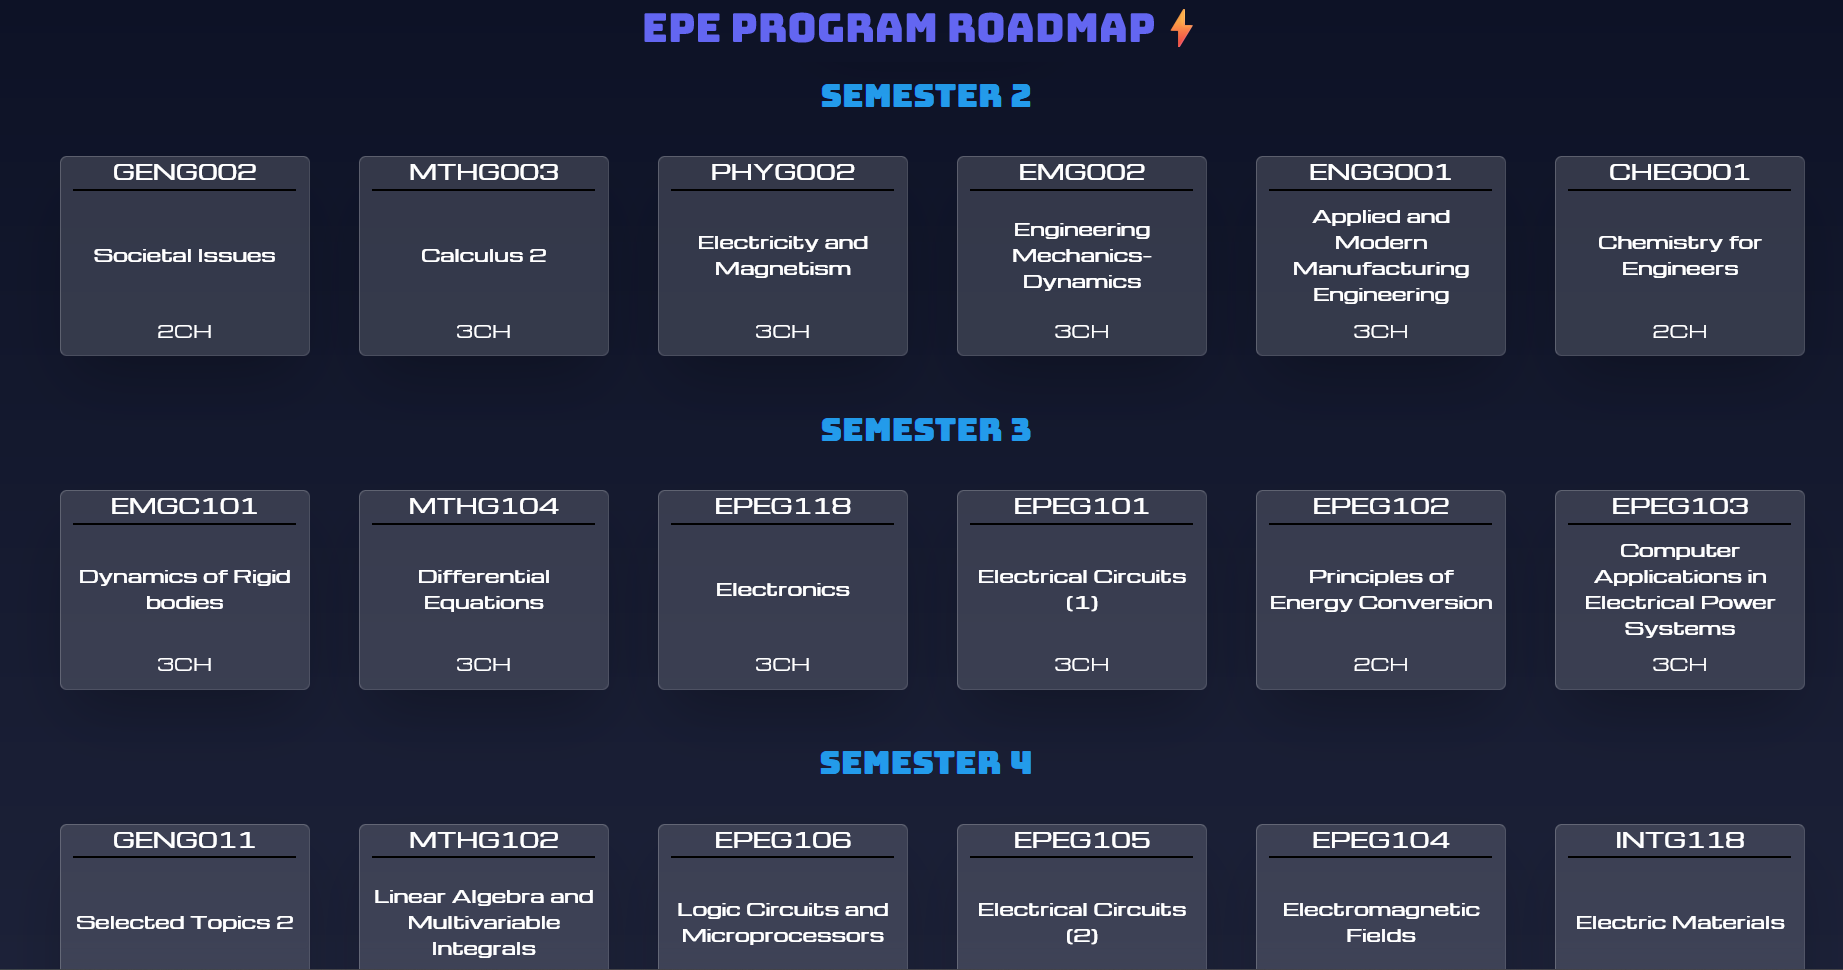 EPE PROGRAM ROADMAP ⚡
SEMESTER 2
GENG002
Societal Issues
2CH
MTHG003
Calculus 2
3CH
PHYG002
Electricity and
Magnetism
3CH
EMG002
Engineering
Mechanics-
Dynamics
3CH
ENGG001
Applied and
Modern
Manufacturing
Engineering
3CH
CHEG001
Chemistry for
Engineers
2CH
SEMESTER 3
EMGC101
Dynamics of Rigid
bodies
3CH
MTHG104
Differential
Equations
3CH
EPEG118
Electronics
3CH
EPEG101
Electrical Circuits
(1)
3CH
EPEG102
Principles of
Energy Conversion
2CH
EPEG103
Computer
Applications in
Electrical Power
Systems
3CH
SEMESTER 4
GENG011
Selected Topics 2
MTHG102
Linear Algebra and
Multivariable
Integrals
EPEG106
Logic Circuits and
Microprocessors
EPEG105
Electrical Circuits
(2)
EPEG104
Electromagnetic
Fields
INTG118
Electric Materials